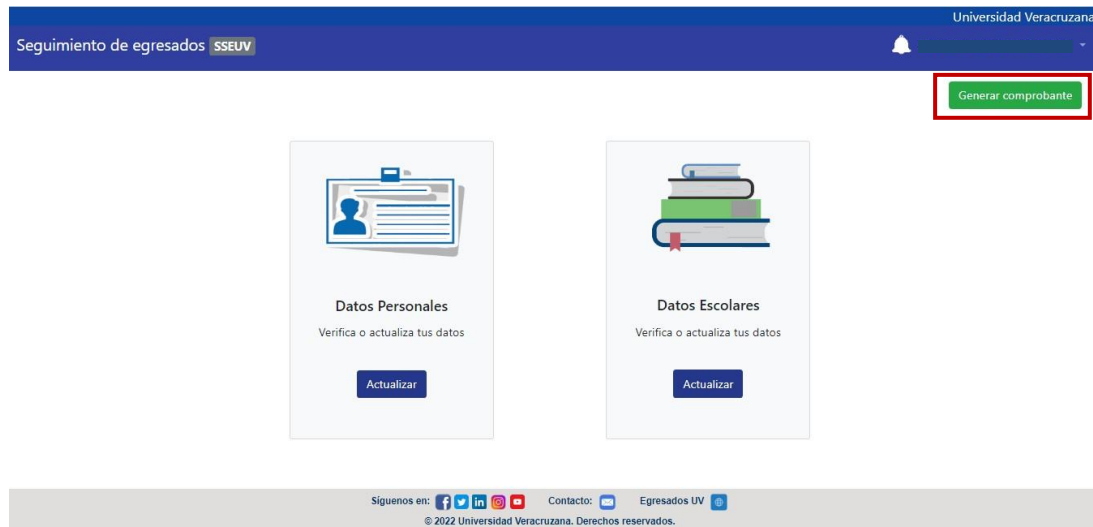 Universidad Veracruzana
Seguimiento de egresados SSEUV
Generar comprobante
Datos Personales
Verifica o actualiza tus datos
Actualizar
Datos Escolares
Verifica o actualiza tus datos
Actualizar
Síguenos en: Contacto: Egresados UV
© 2022 Universidad Veracruzana. Derechos reservados.